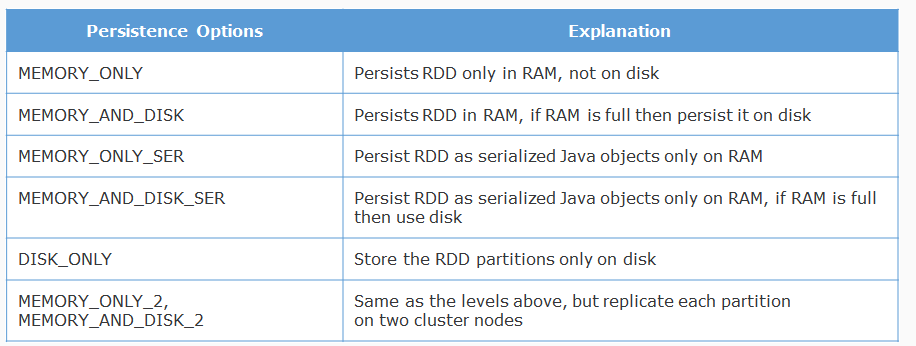 Persistence Options
Explanation
MEMORY_ONLY
Persists RDD only in RAM, not on disk
MEMORY_AND_DISK
Persists RDD in RAM, if RAM is full then persist it on disk
MEMORY_ONLY_SER
Persist RDD as serialized Java objects only on RAM
MEMORY_AND_DISK_SER
Persist RDD as serialized Java objects only on RAM, if RAM is full
then use disk
DISK_ONLY
Store the RDD partitions only on disk
MEMORY_ONLY_2,
MEMORY_AND_DISK_2
Same as the levels above, but replicate each partition
on two cluster nodes